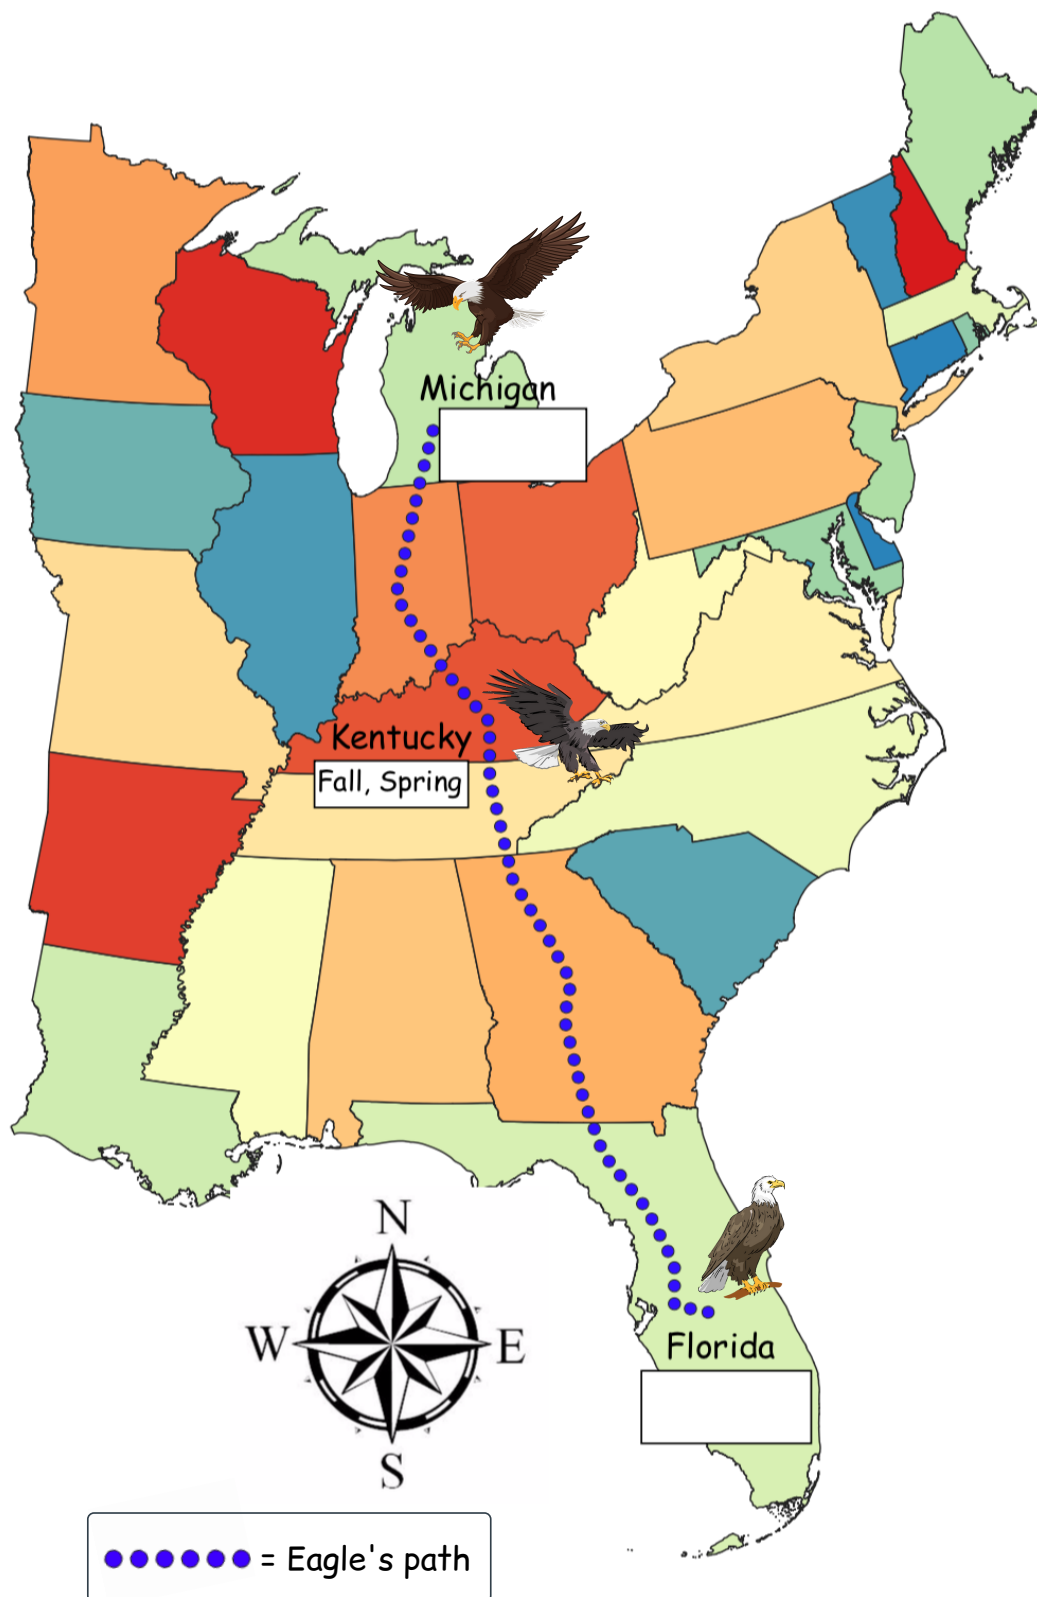 Michigan
Kentucky
Fall, Spring
N
W
E
S
Florida
= Eagle's path